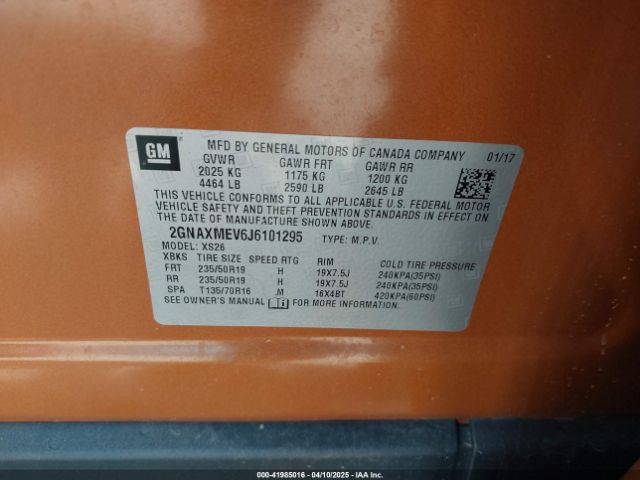 GM
MFD BY GENERAL MOTORS OF CANADA COMPANY 01/17
GVWR GAWR FRT GAWR RR
2025 KG 1175 KG 1200 KG
4464 LB 2590 LB 2645 LB
THIS VEHICLE CONFORMS TO ALL APPLICABLE U.S. FEDERAL MOTOR
VEHICLE SAFETY AND THEFT PREVENTION STANDARDS IN EFFECT ON
THE DATE OF MANUFACTURE SHOWN ABOVE.
2GNAXMEV6J6101295 TYPE: M.P.V.
MODEL: XS26
XBKS TIRE SIZE SPEED RTG RIM COLD TIRE PRESSURE
FRT 235/50R19 H 19X7.5J 240KPA(35PSI)
RR 235/50R19 H 19X7.5J 240KPA(35PSI)
SPA T135/70R16 M 16X4BT 420KPA(60PSI)
SEE OWNER'S MANUAL FOR MORE INFORMATION.
000-41985016 - 04/10/2025 - IAAI, Inc.